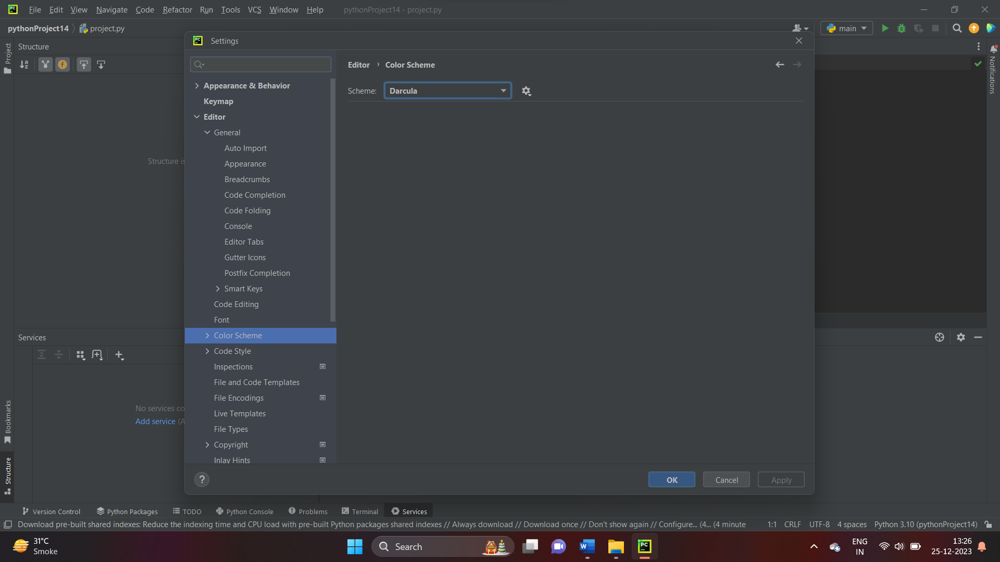 File Edit View Navigate Code Refactor Run Tools VCS Window Help pythonProject14 - project.py
pythonProject14 project.py main
Project
Structure
Notifications
Structure is
Settings
Appearance & Behavior
Keymap
Editor
General
Auto Import
Appearance
Breadcrumbs
Code Completion
Code Folding
Console
Editor Tabs
Gutter Icons
Postfix Completion
Smart Keys
Code Editing
Font
Color Scheme
Code Style
Inspections
File and Code Templates
File Encodings
Live Templates
File Types
Copyright
Inlay Hints
Editor › Color Scheme
Scheme: Darcula
?
OK Cancel Apply
Services
No services co
Add service (A
Bookmarks
Structure
Version Control Python Packages TODO Python Console Problems Terminal Services
Download pre-built shared indexes: Reduce the indexing time and CPU load with pre-built Python packages shared indexes // Always download // Download once // Don't show again // Configure... (4... (4 minute 1:1 CRLF UTF-8 4 spaces Python 3.10 (pythonProject14)
31°C
Smoke
Search
ENG
IN
13:26
25-12-2023